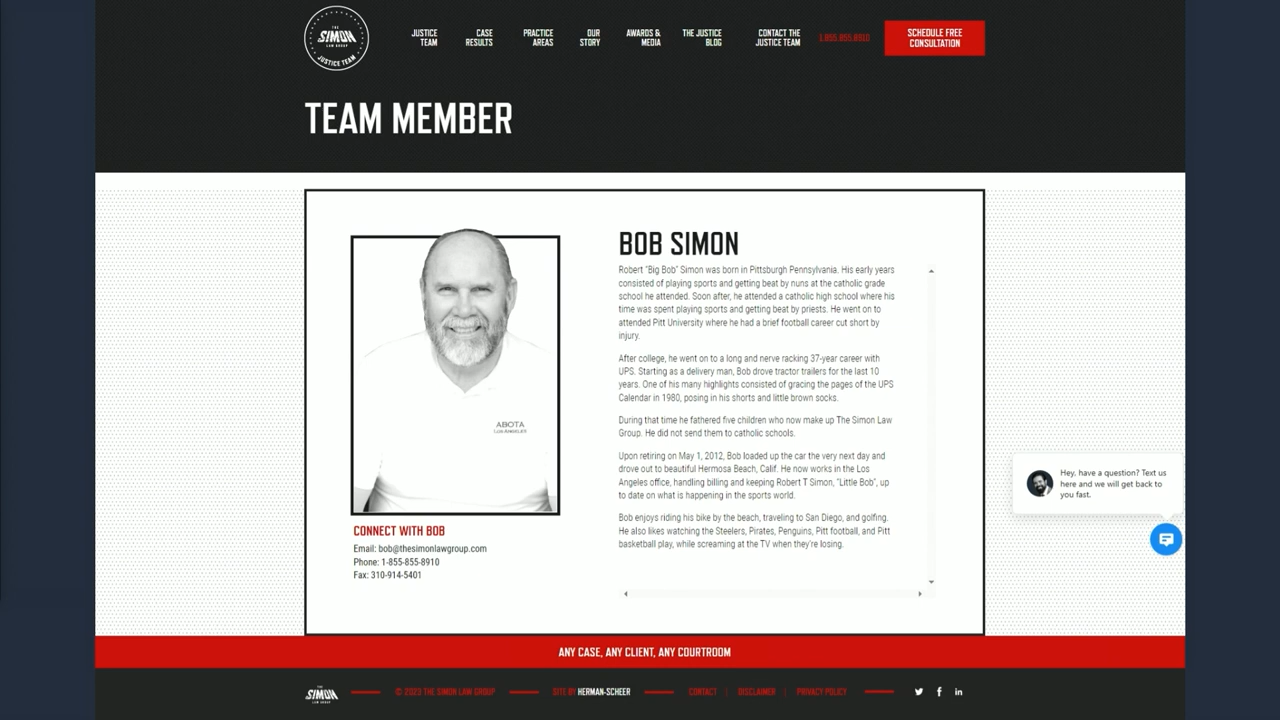 THE
SIMON
LAW GROUP
JUSTICE TEAM
JUSTICE
TEAM
CASE
RESULTS
PRACTICE
AREAS
OUR
STORY
AWARDS &
MEDIA
THE JUSTICE
BLOG
CONTACT THE
JUSTICE TEAM
1.855.855.8910
SCHEDULE FREE
CONSULTATION
TEAM MEMBER
ABOTA
LOS ANGELES
CONNECT WITH BOB
Email: bob@thesimonlawgroup.com
Phone: 1-855-855-8910
Fax: 310-914-5401
BOB SIMON
Robert "Big Bob" Simon was born in Pittsburgh Pennsylvania. His early years
consisted of playing sports and getting beat by nuns at the catholic grade
school he attended. Soon after, he attended a catholic high school where his
time was spent playing sports and getting beat by priests. He went on to
attended Pitt University where he had a brief football career cut short by
injury.
After college, he went on to a long and nerve racking 37-year career with
UPS. Starting as a delivery man, Bob drove tractor trailers for the last 10
years. One of his many highlights consisted of gracing the pages of the UPS
Calendar in 1980, posing in his shorts and little brown socks.
During that time he fathered five children who now make up The Simon Law
Group. He did not send them to catholic schools.
Upon retiring on May 1, 2012, Bob loaded up the car the very next day and
drove out to beautiful Hermosa Beach, Calif. He now works in the Los
Angeles office, handling billing and keeping Robert T Simon, "Little Bob", up
to date on what is happening in the sports world.
Bob enjoys riding his bike by the beach, traveling to San Diego, and golfing.
He also likes watching the Steelers, Pirates, Penguins, Pitt football, and Pitt
basketball play, while screaming at the TV when they're losing.
Hey, have a question? Text us
here and we will get back to
you fast.
ANY CASE, ANY CLIENT, ANY COURTROOM
THE
SIMON
LAW GROUP
© 2023 THE SIMON LAW GROUP
SITE BY HERMAN-SCHEER
CONTACT | DISCLAIMER | PRIVACY POLICY